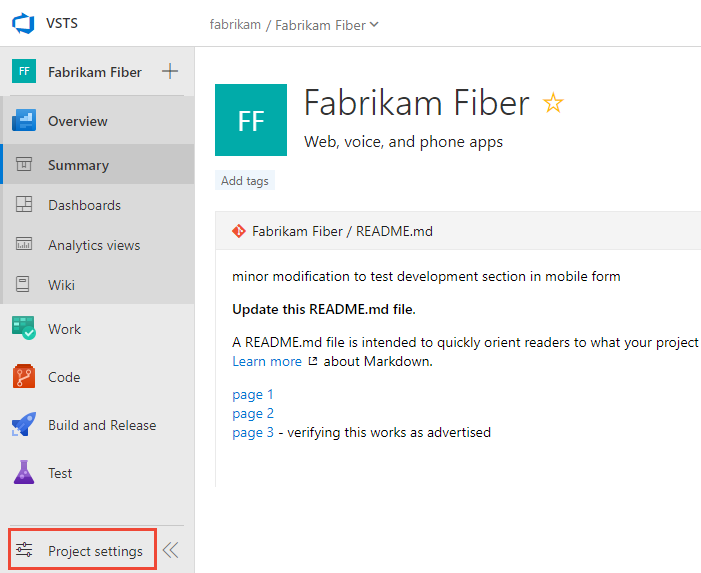 VSTS
fabrikam / Fabrikam Fiber
FF Fabrikam Fiber
Overview
Summary
Dashboards
Analytics views
Wiki
Work
Code
Build and Release
Test
Project settings
FF
Fabrikam Fiber
Web, voice, and phone apps
Add tags
Fabrikam Fiber / README.md
minor modification to test development section in mobile form
Update this README.md file.
A README.md file is intended to quickly orient readers to what your project
Learn more about Markdown.
page 1
page 2
page 3 - verifying this works as advertised